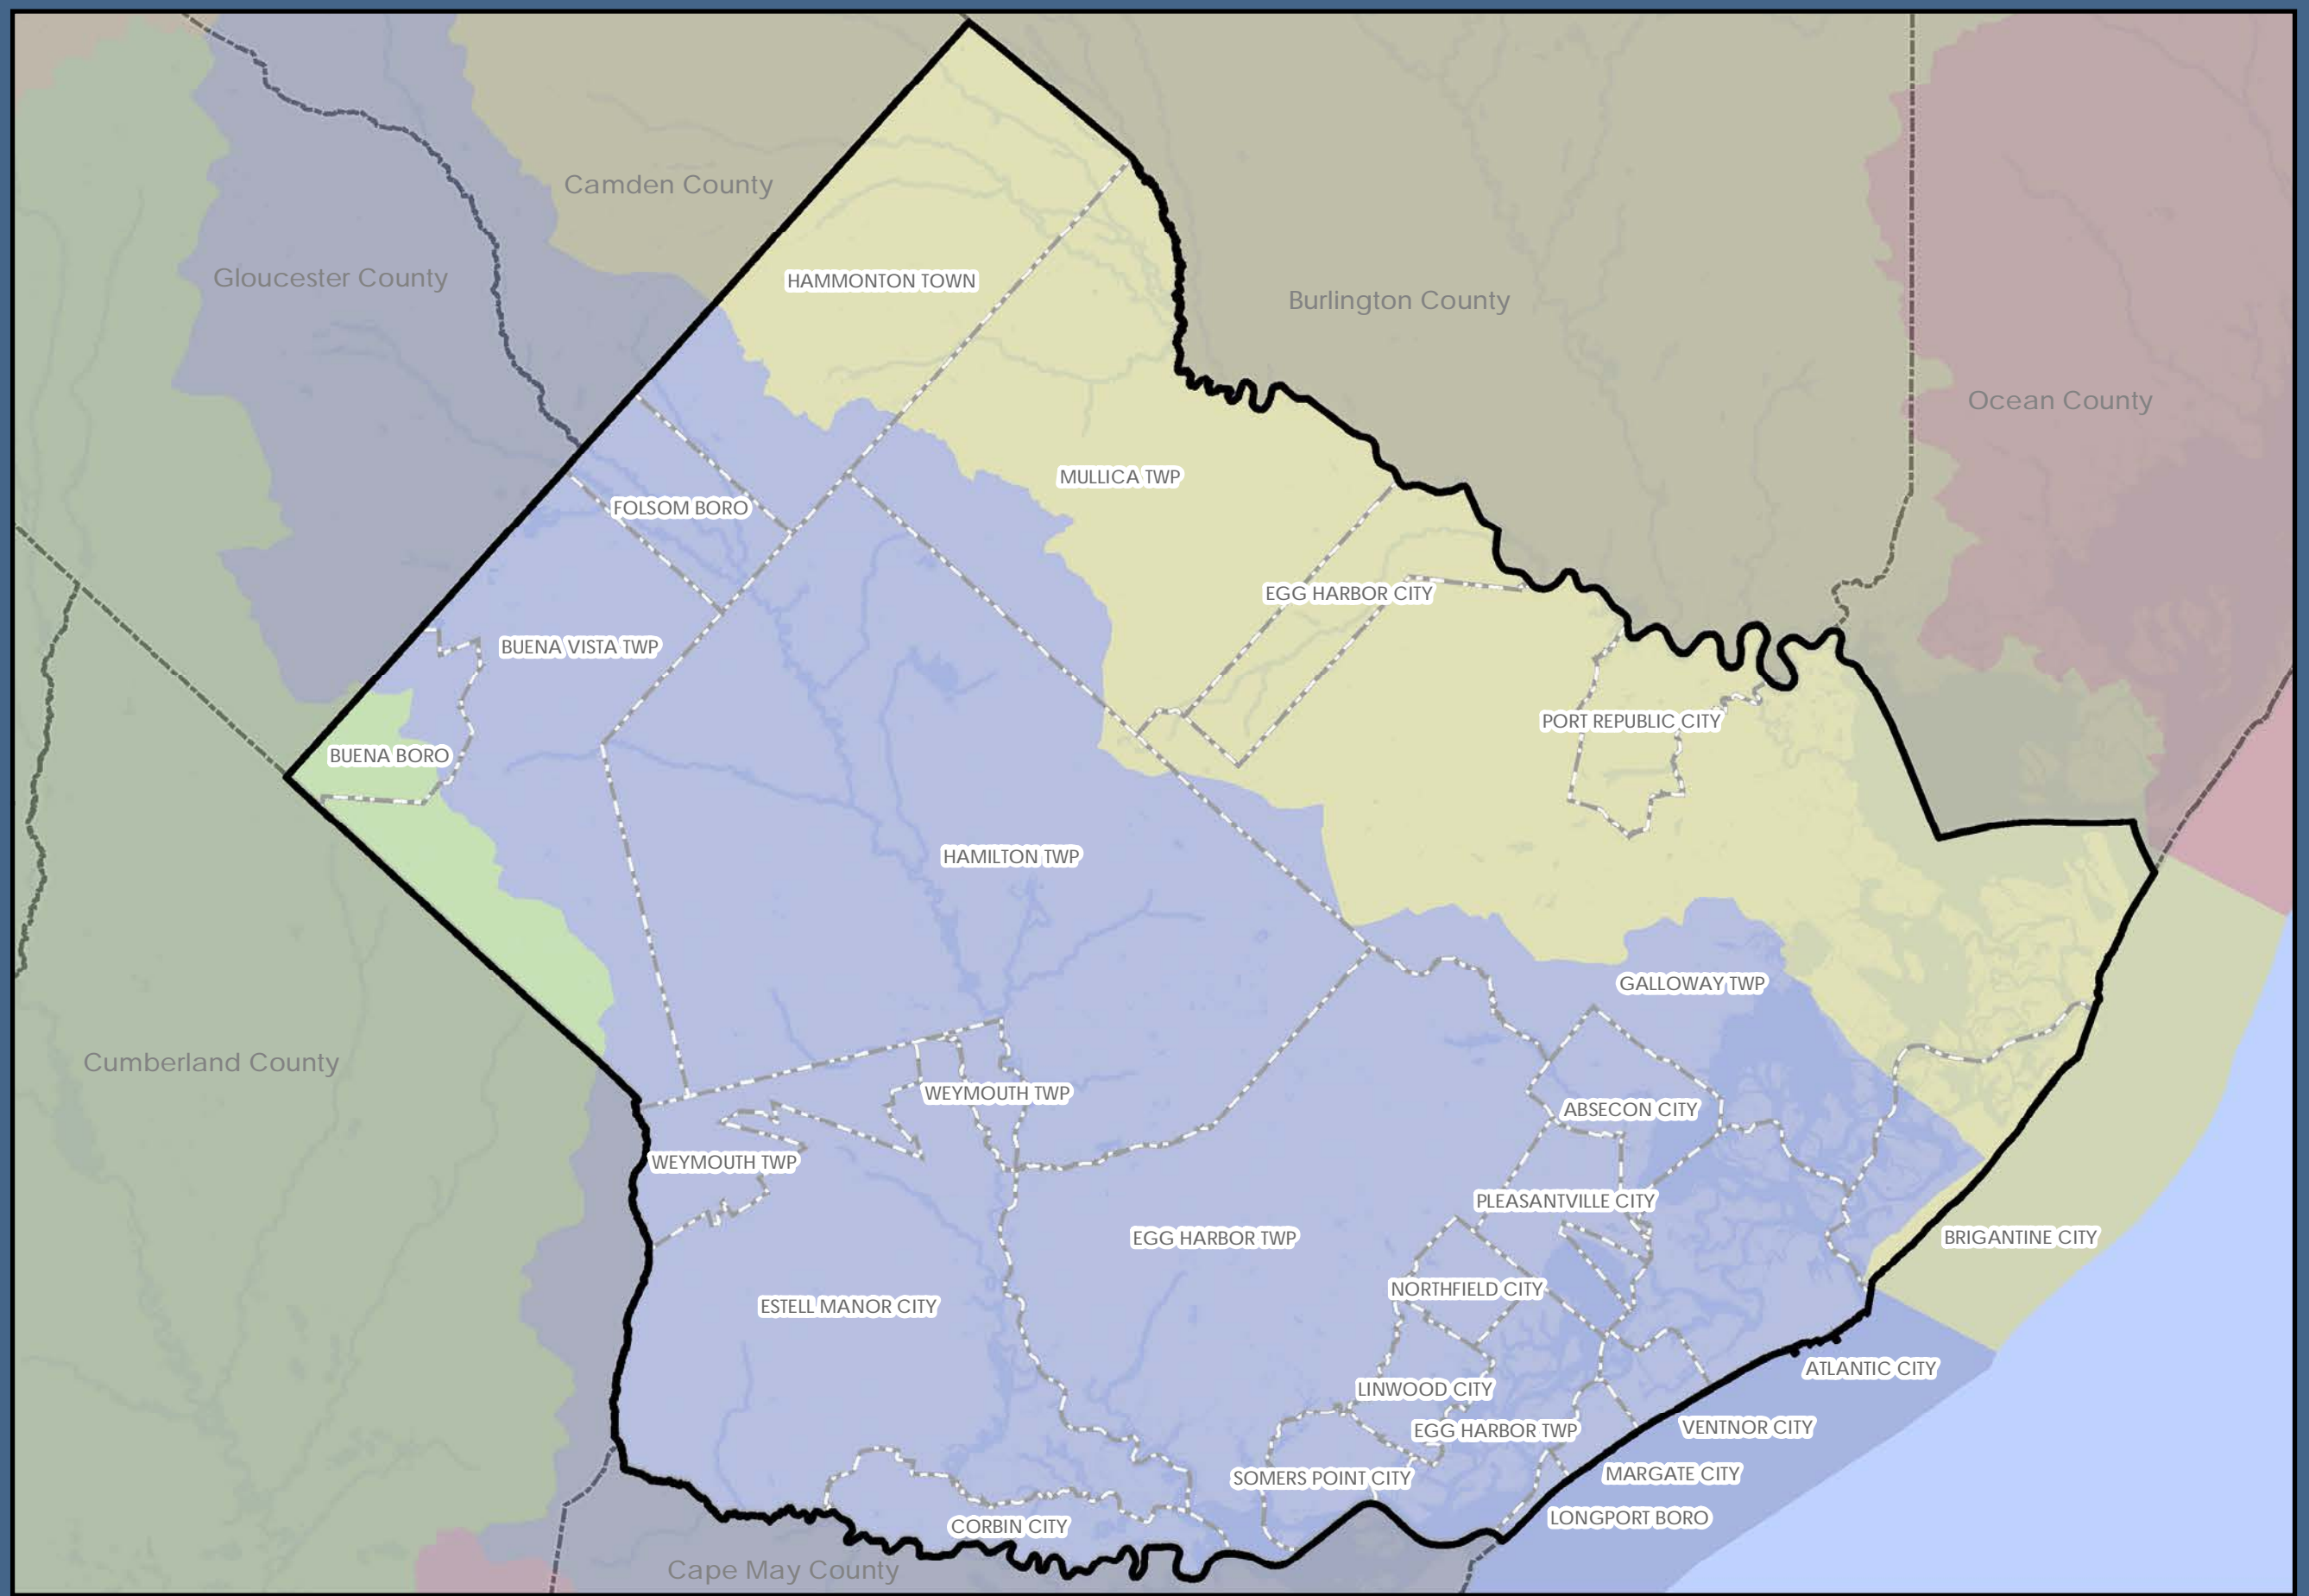 Camden County
Gloucester County
HAMMONTON TOWN
Burlington County
Ocean County
MULLICA TWP
FOLSOM BORO
EGG HARBOR CITY
BUENA VISTA TWP
PORT REPUBLIC CITY
BUENA BORO
HAMILTON TWP
GALLOWAY TWP
Cumberland County
WEYMOUTH TWP
ABSECON CITY
WEYMOUTH TWP
PLEASANTVILLE CITY
EGG HARBOR TWP
BRIGANTINE CITY
NORTHFIELD CITY
ESTELL MANOR CITY
ATLANTIC CITY
LINWOOD CITY
VENTNOR CITY
EGG HARBOR TWP
MARGATE CITY
SOMERS POINT CITY
LONGPORT BORO
CORBIN CITY
Cape May County